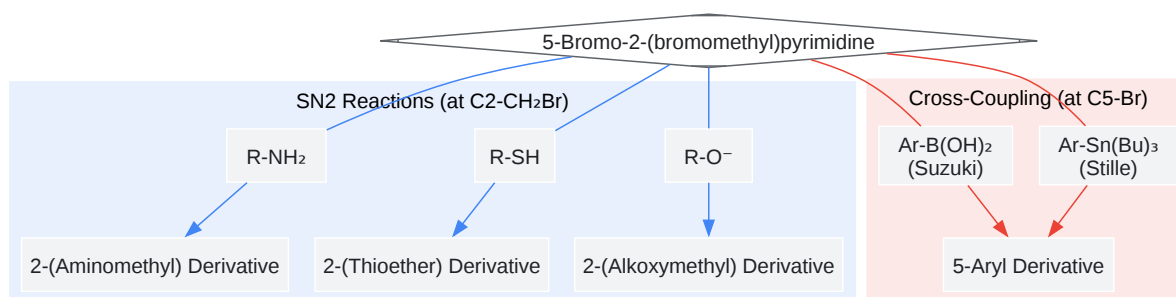 5-Bromo-2-(bromomethyl)pyrimidine
SN2 Reactions (at C2-CH₂Br)
Cross-Coupling (at C5-Br)
R-NH₂
R-SH
R-O⁻
Ar-B(OH)₂
(Suzuki)
Ar-Sn(Bu)₃
(Stille)
2-(Aminomethyl) Derivative
2-(Thioether) Derivative
2-(Alkoxymethyl) Derivative
5-Aryl Derivative